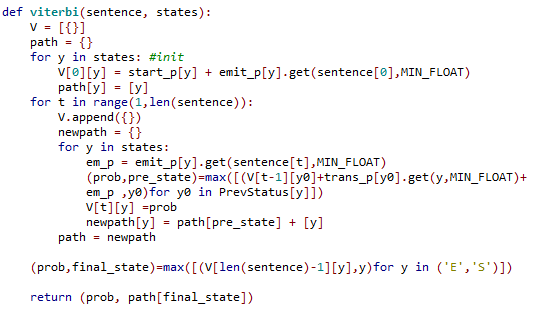 def viterbi(sentence, states):
    V = [{}]
    path = {}
    for y in states: #init
        V[0][y] = start_p[y] + emit_p[y].get(sentence[0],MIN_FLOAT)
        path[y] = [y]
    for t in range(1,len(sentence)):
        V.append({})
        newpath = {}
        for y in states:
            em_p = emit_p[y].get(sentence[t],MIN_FLOAT)
            (prob,pre_state)=max([(V[t-1][y0]+trans_p[y0].get(y,MIN_FLOAT)+
            em_p ,y0)for y0 in PrevStatus[y]])
            V[t][y] =prob
            newpath[y] = path[pre_state] + [y]
        path = newpath
    (prob,final_state)=max([(V[len(sentence)-1][y],y)for y in ('E','S')])
    return (prob, path[final_state])